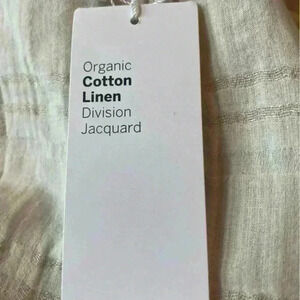 Organic
Cotton
Linen
Division
Jacquard